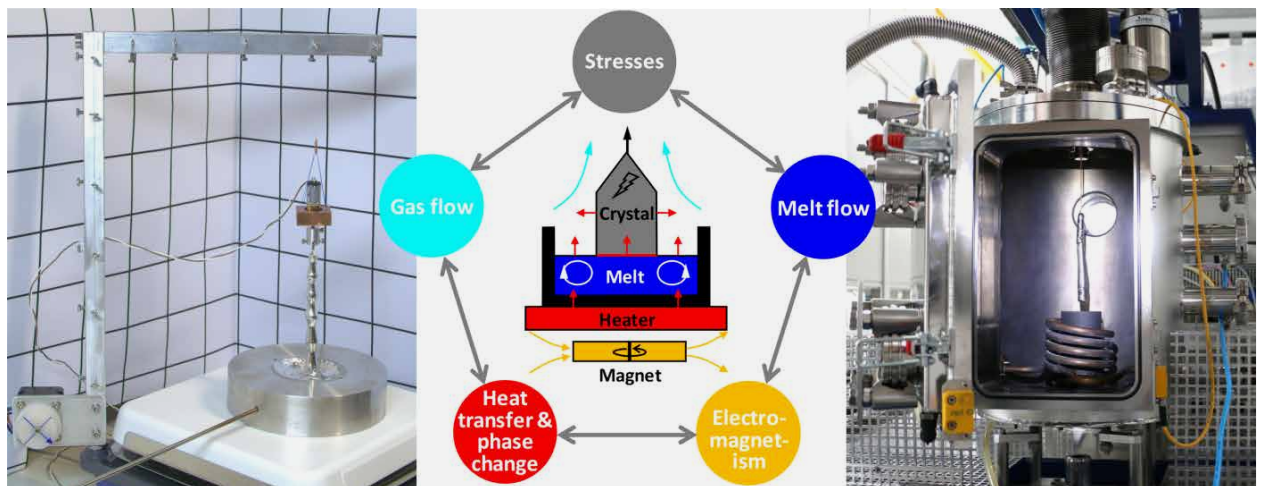 Stresses
Gas flow
Melt flow
Crystal
Melt
Heater
Magnet
Heat
transfer &
phase
change
Electro-
magnet-
ism